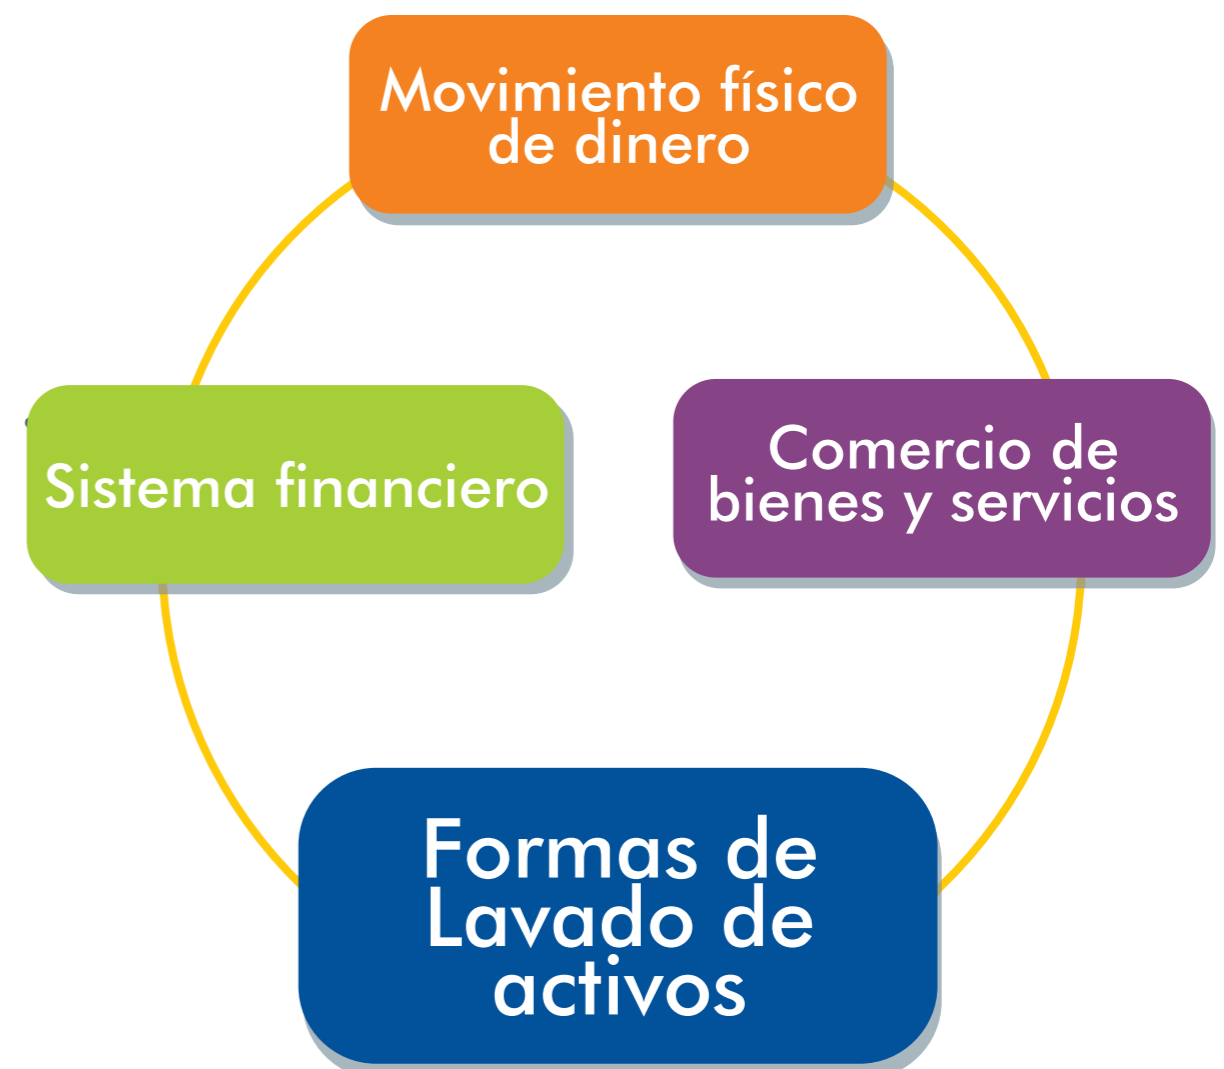 Movimiento físico
de dinero
Sistema financiero
Comercio de
bienes y servicios
Formas de
Lavado de
activos